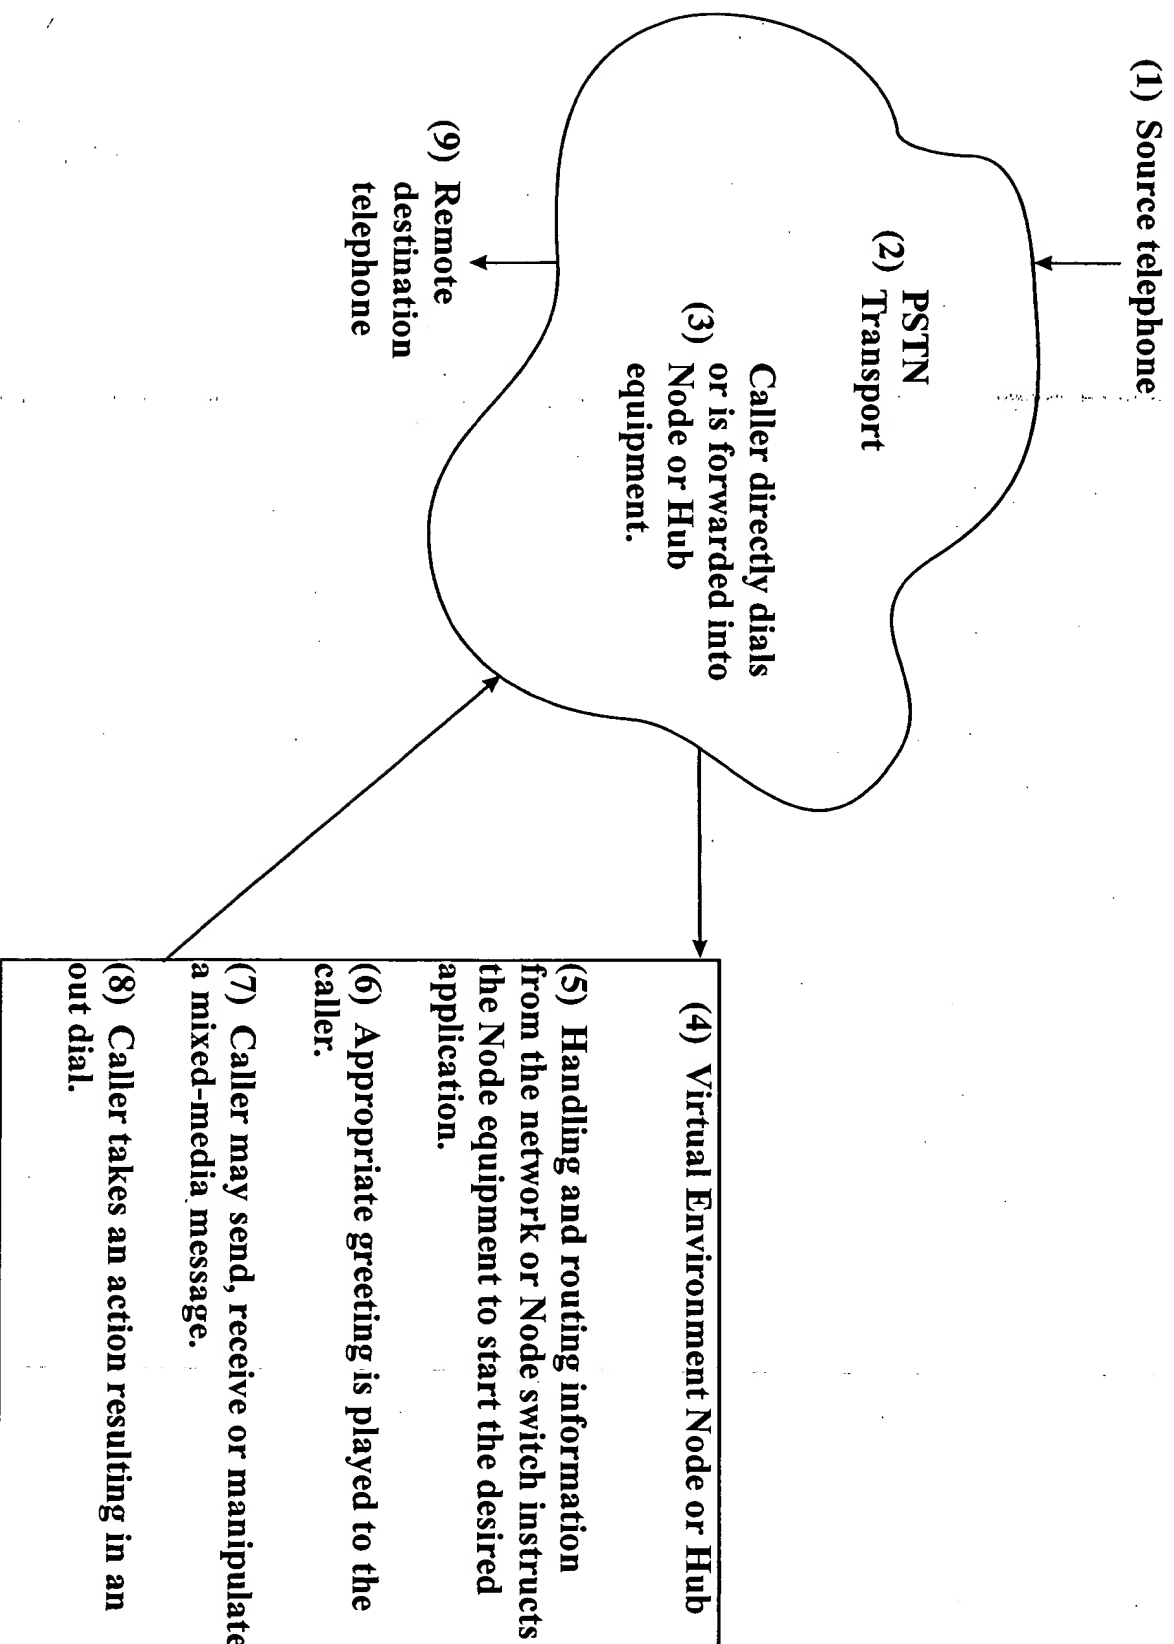 (1) Source telephone
PSTN
(2) Transport
Caller directly dials
(3) or is forwarded into
Node or Hub
equipment.
(9) Remote
destination
telephone
(4) Virtual Environment Node or Hub
(5) Handling and routing information
from the network or Node switch instructs
the Node equipment to start the desired
application.
(6) Appropriate greeting is played to the
caller.
(7) Caller may send, receive or manipulate
a mixed-media message.
(8) Caller takes an action resulting in an
out dial.